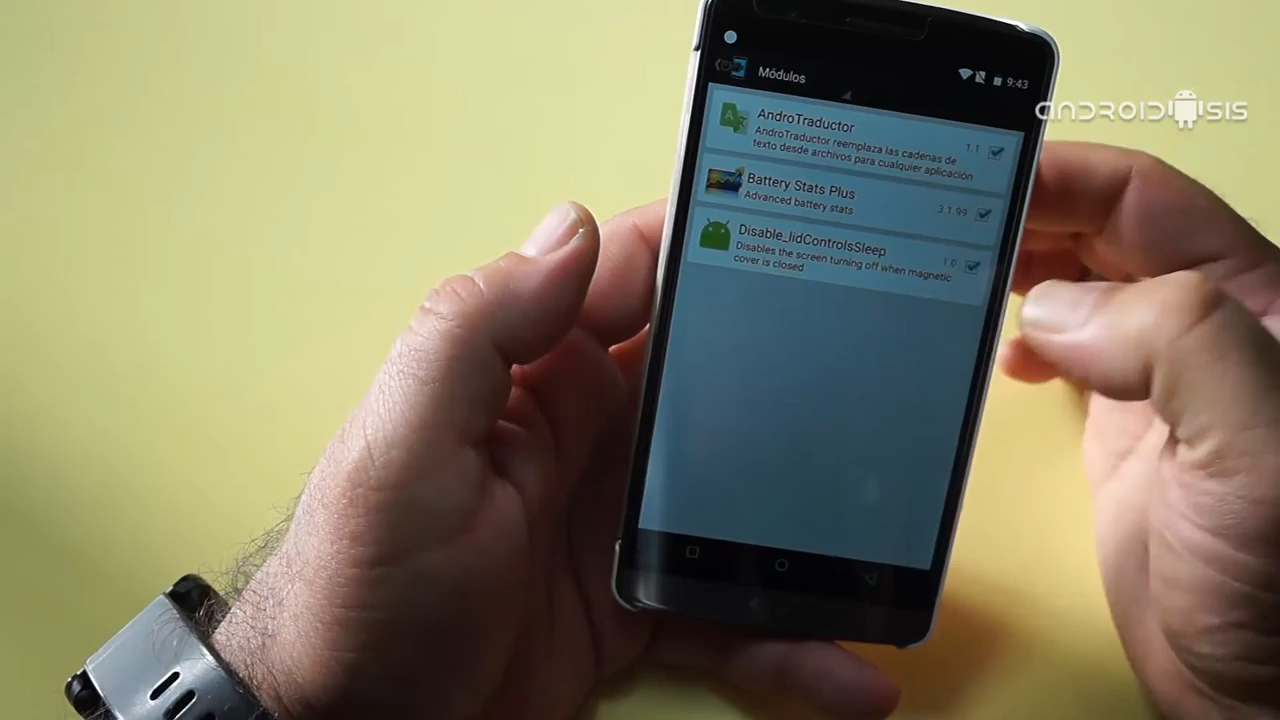 Módulos
9:43
ANDROIDSIS
AndroTraductor
AndroTraductor reemplaza las cadenas de
texto desde archivos para cualquier aplicación
1.1
Battery Stats Plus
Advanced battery stats
3.1.99
Disable_lidControlsSleep
Disables the screen turning off when magnetic
cover is closed
1.0